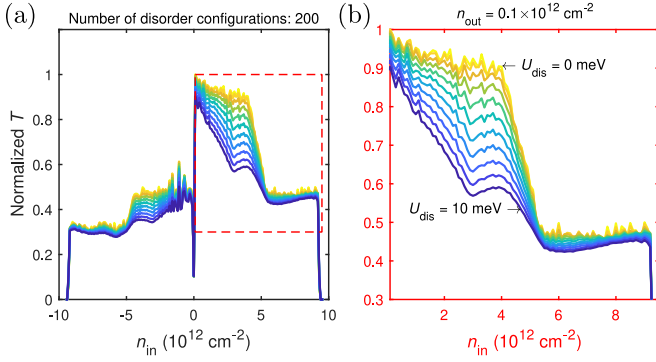 (a)
Number of disorder configurations: 200
Normalized T
1
0.8
0.6
0.4
0.2
0
-10
-5
0
5
10
n_in (10^12 cm^-2)
(b)
n_out = 0.1×10^12 cm^-2
1
0.9
0.8
0.7
0.6
0.5
0.4
0.3
← U_dis = 0 meV
U_dis = 10 meV →
2
4
6
8
n_in (10^12 cm^-2)